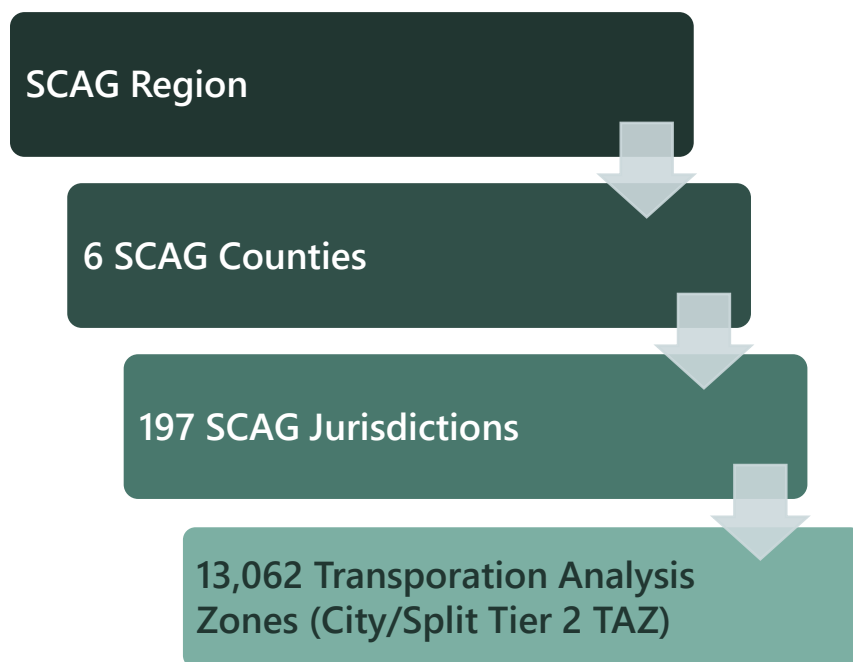 SCAG Region
6 SCAG Counties
197 SCAG Jurisdictions
13,062 Transporation Analysis
Zones (City/Split Tier 2 TAZ)